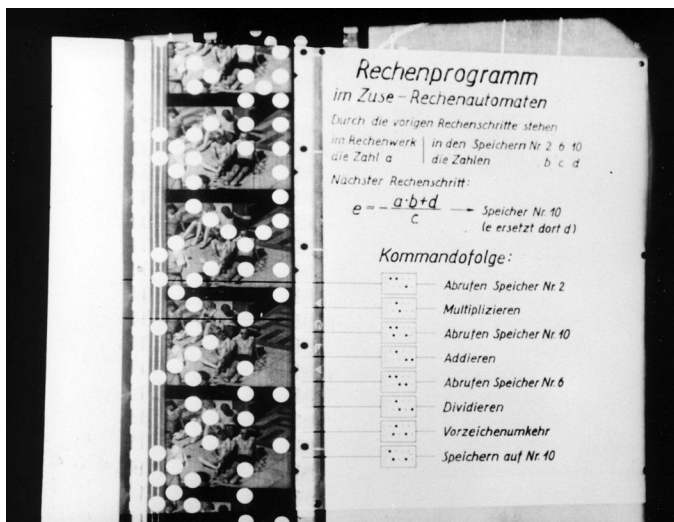 Rechenprogramm
im Zuse-Rechenautomaten
Durch die vorigen Rechenschritte stehen
im Rechenwerk | in den Speichern Nr 2 6 10
die Zahl a | die Zahlen b c d
Nächster Rechenschritt:
e = - a·b+d / c → Speicher Nr. 10
(e ersetzt dort d)
Kommandofolge:
Abrufen Speicher Nr. 2
Multiplizieren
Abrufen Speicher Nr. 10
Addieren
Abrufen Speicher Nr. 6
Dividieren
Vorzeichenumkehr
Speichern auf Nr. 10